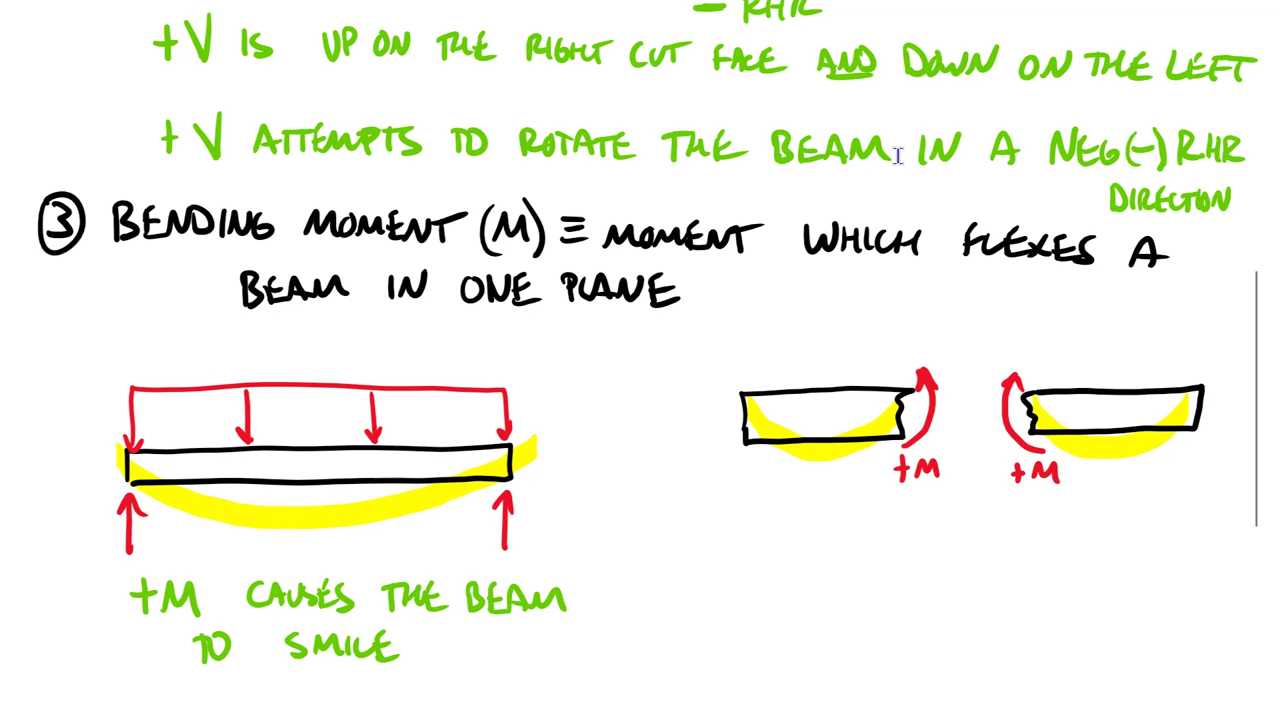 - RHR
+V IS UP ON THE RIGHT CUT FACE AND DOWN ON THE LEFT
+V ATTEMPTS TO ROTATE THE BEAM IN A NEG(-) RHR
DIRECTION
③ BENDING MOMENT (M) ≡ MOMENT WHICH FLEXES A
BEAM IN ONE PLANE
+M +M
+M CAUSES THE BEAM
TO SMILE